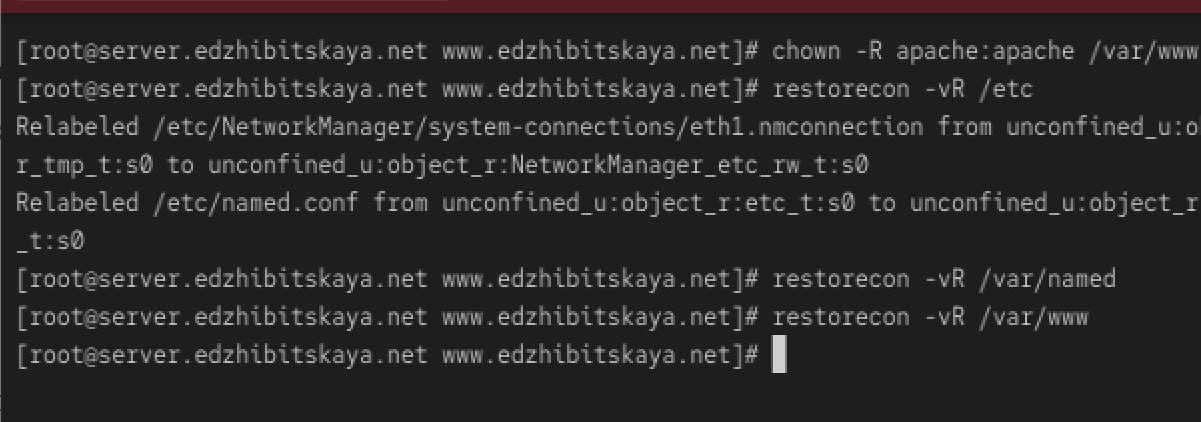 [root@server.edzhibitskaya.net www.edzhibitskaya.net]# chown -R apache:apache /var/www
[root@server.edzhibitskaya.net www.edzhibitskaya.net]# restorecon -vR /etc
Relabeled /etc/NetworkManager/system-connections/eth1.nmconnection from unconfined_u:o
r_tmp_t:s0 to unconfined_u:object_r:NetworkManager_etc_rw_t:s0
Relabeled /etc/named.conf from unconfined_u:object_r:etc_t:s0 to unconfined_u:object_r
_t:s0
[root@server.edzhibitskaya.net www.edzhibitskaya.net]# restorecon -vR /var/named
[root@server.edzhibitskaya.net www.edzhibitskaya.net]# restorecon -vR /var/www
[root@server.edzhibitskaya.net www.edzhibitskaya.net]#